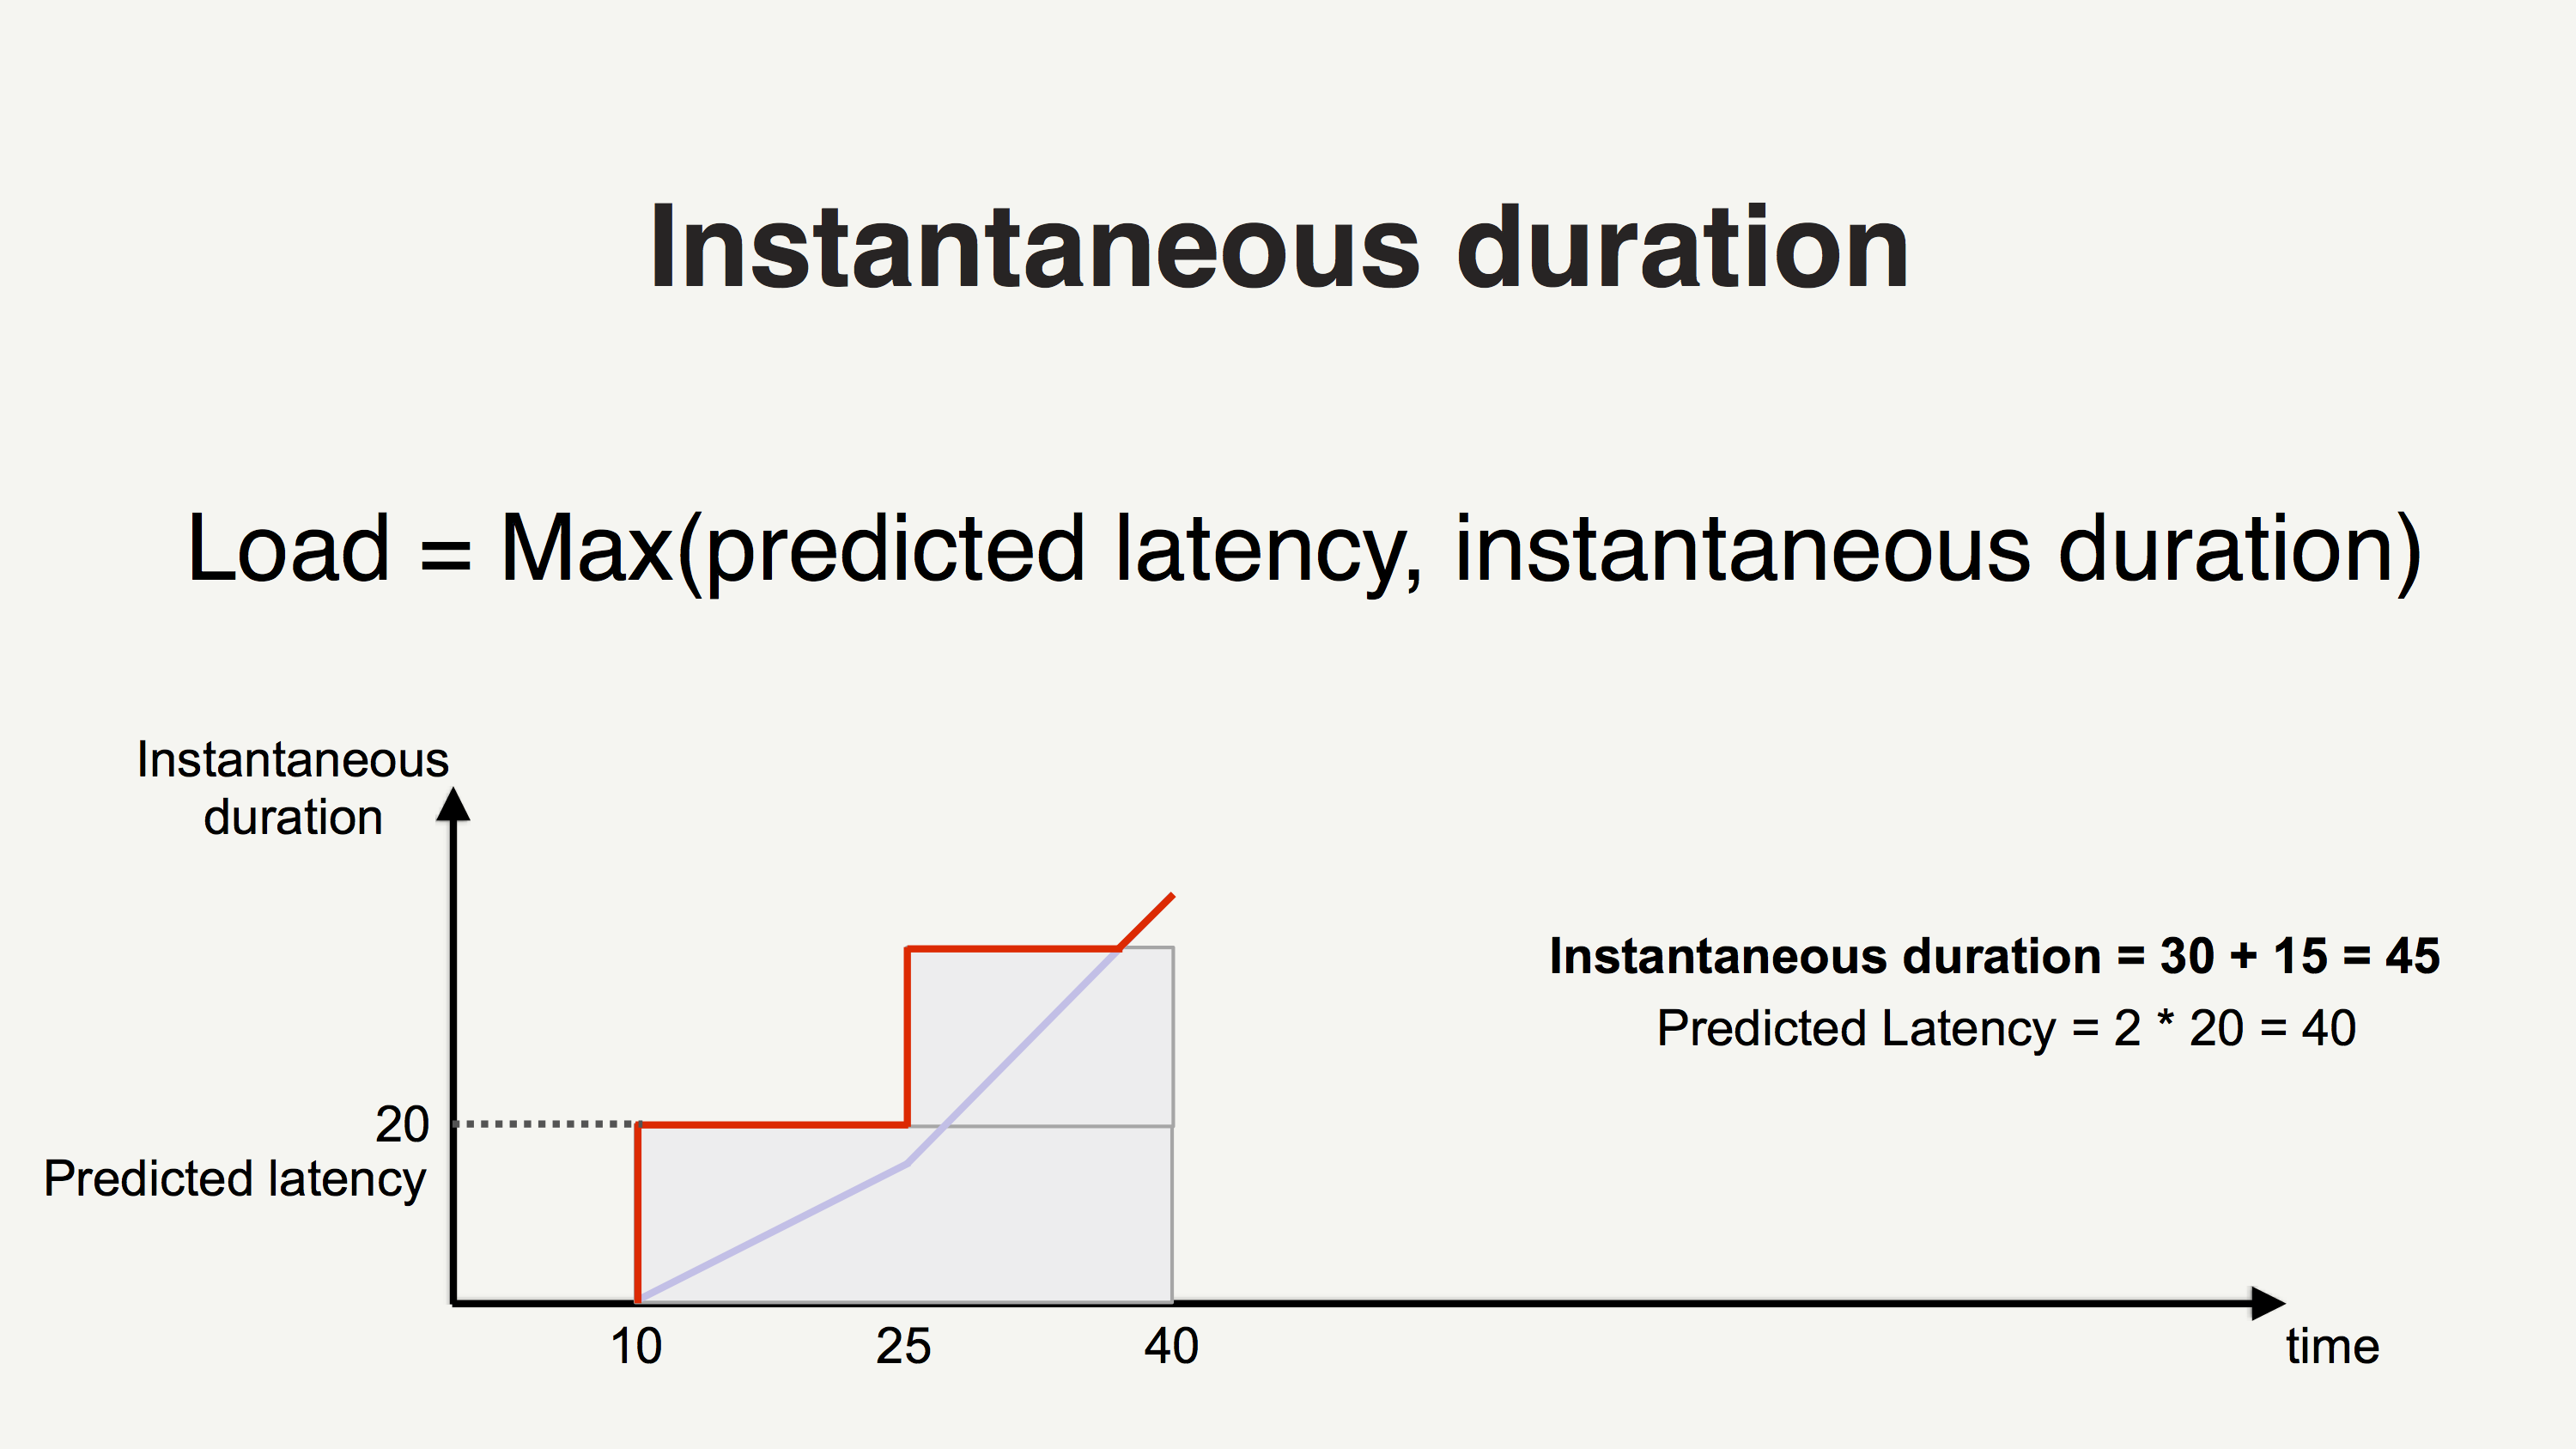 Instantaneous duration
Load = Max(predicted latency, instantaneous duration)
Instantaneous
duration
Instantaneous duration = 30 + 15 = 45
Predicted Latency = 2 * 20 = 40
20
Predicted latency
10
25
40
time